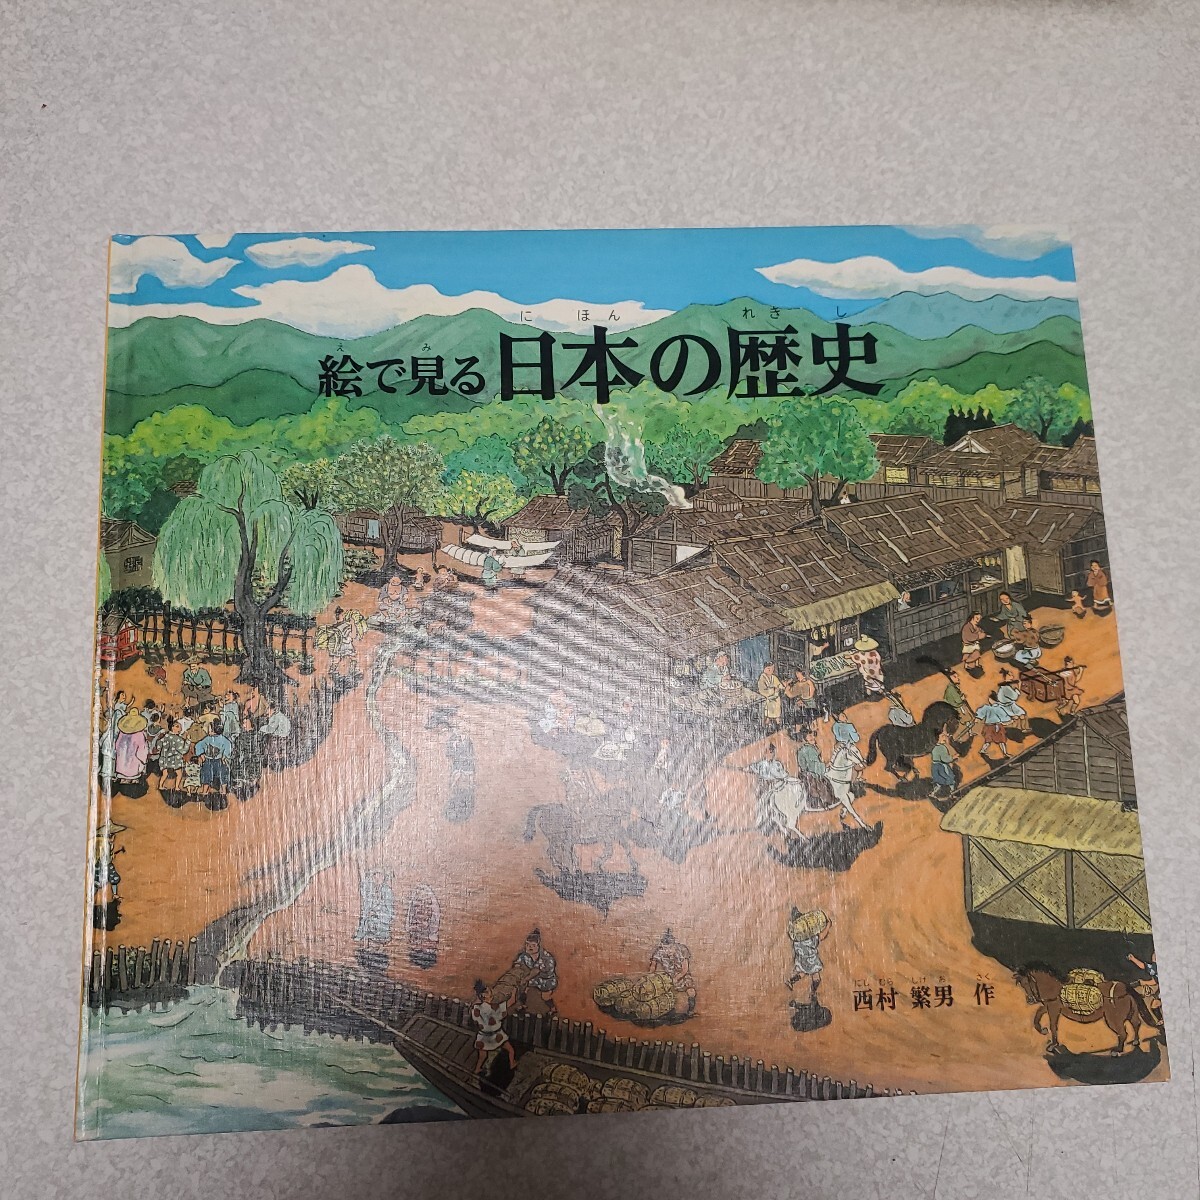 え み に ほん れき し
絵で見る日本の歴史
にし むら しげ お さく
西村 繁男 作